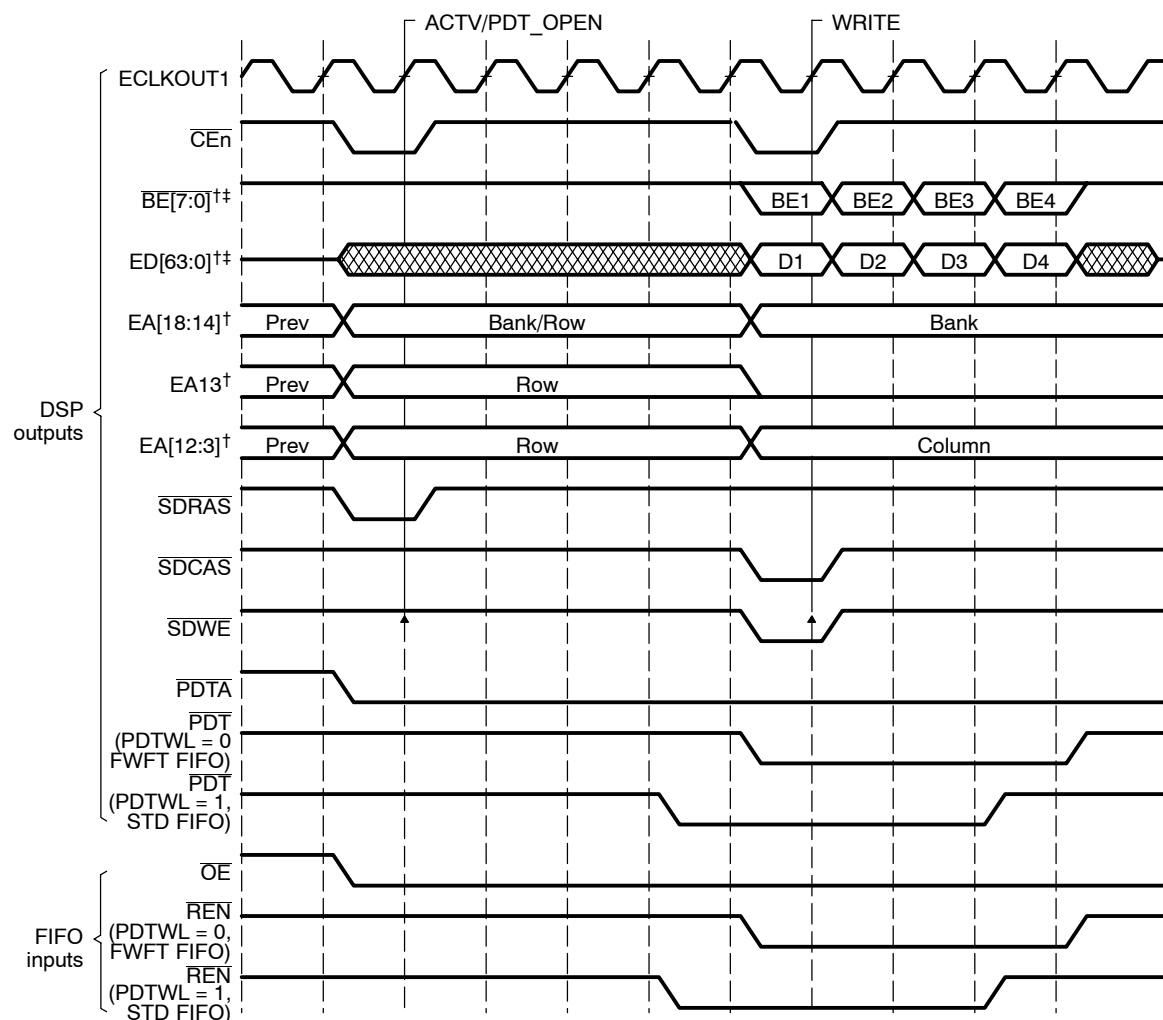 ACTV/PDT_OPEN WRITE
ECLKOUT1
CEn
BE[7:0]†‡ BE1 BE2 BE3 BE4
ED[63:0]†‡ D1 D2 D3 D4
EA[18:14]† Prev Bank/Row Bank
EA13† Prev Row
DSP
outputs
EA[12:3]† Prev Row Column
SDRAS
SDCAS
SDWE
PDTA
PDT
(PDTWL = 0
FWFT FIFO)
PDT
(PDTWL = 1,
STD FIFO)
OE
FIFO
inputs
REN
(PDTWL = 0,
FWFT FIFO)
REN
(PDTWL = 1,
STD FIFO)